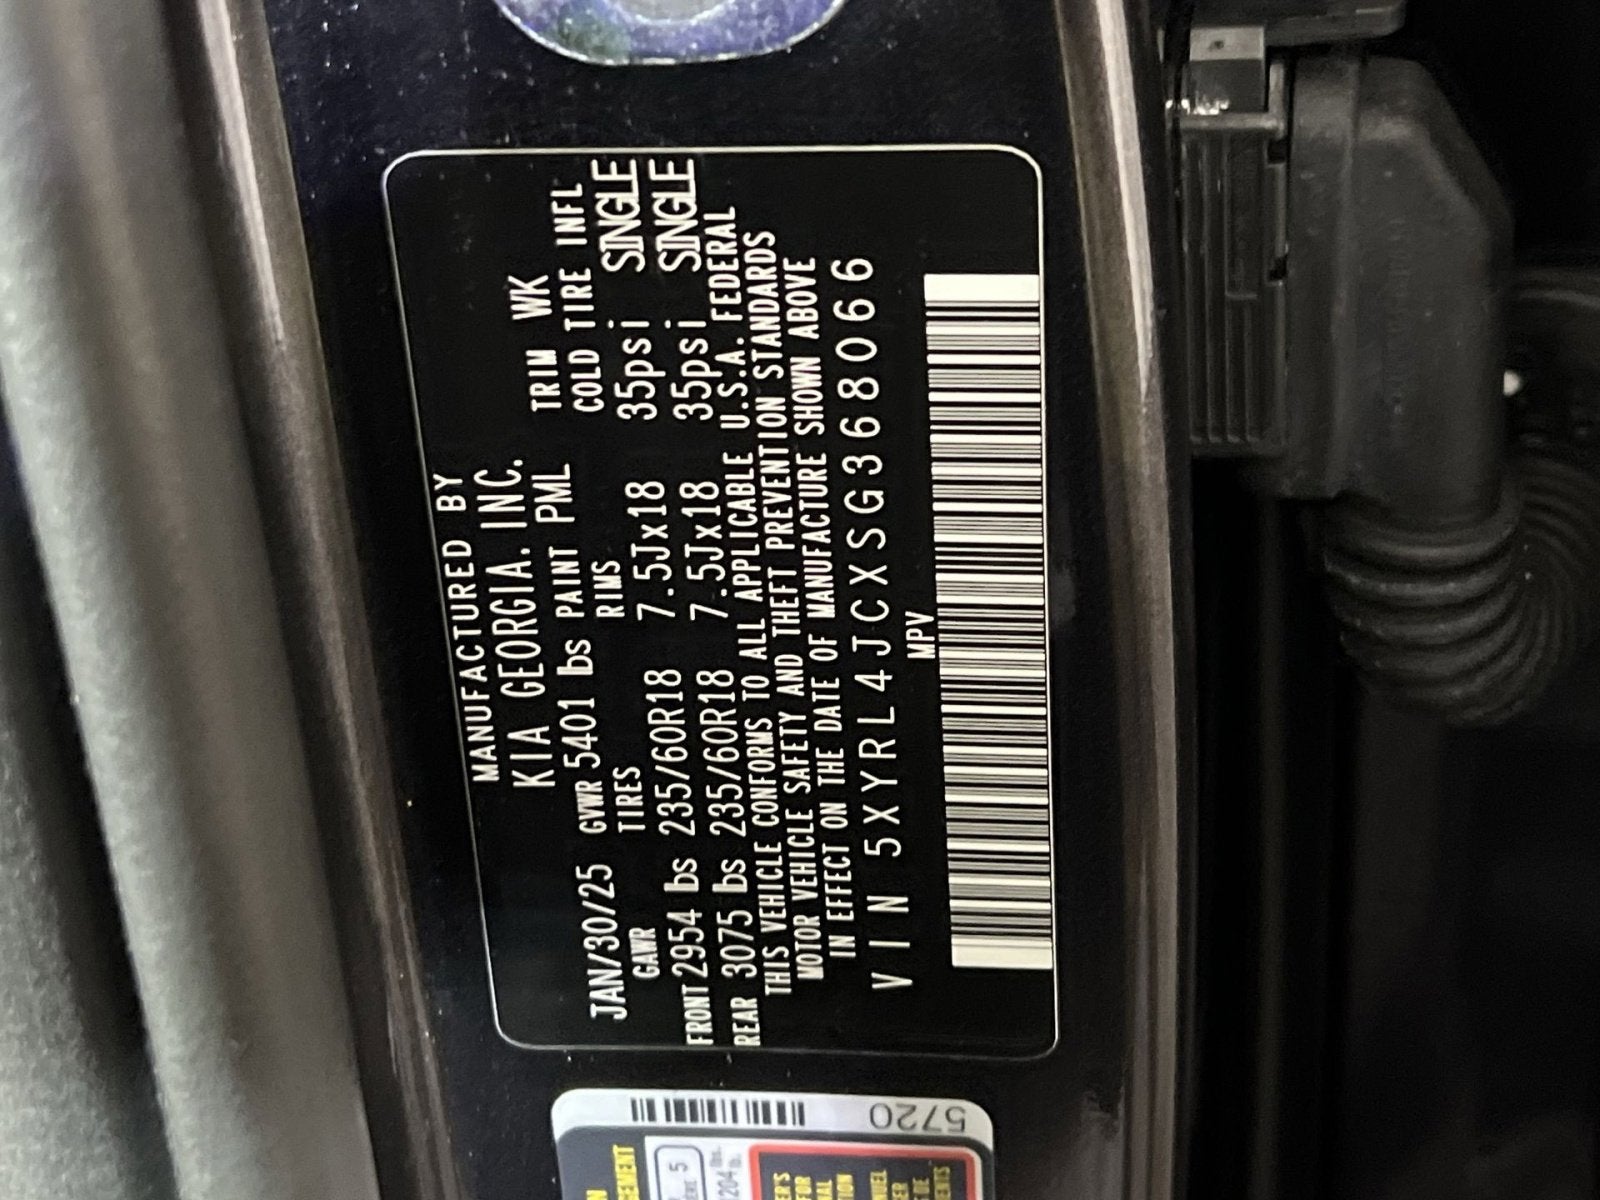 MANUFACTURED BY
KIA GEORGIA. INC.
JAN/30/25 GVWR 5401 lbs PAINT PML TRIM WK
GAWR TIRES RIMS COLD TIRE INFL
FRONT 2954 lbs 235/60R18 7.5Jx18 35psi SINGLE
REAR 3075 lbs 235/60R18 7.5Jx18 35psi SINGLE
THIS VEHICLE CONFORMS TO ALL APPLICABLE U.S.A. FEDERAL
MOTOR VEHICLE SAFETY AND THEFT PREVENTION STANDARDS
IN EFFECT ON THE DATE OF MANUFACTURE SHOWN ABOVE
VIN 5XYRL4JCXSG368066
MPV
5720
5
204